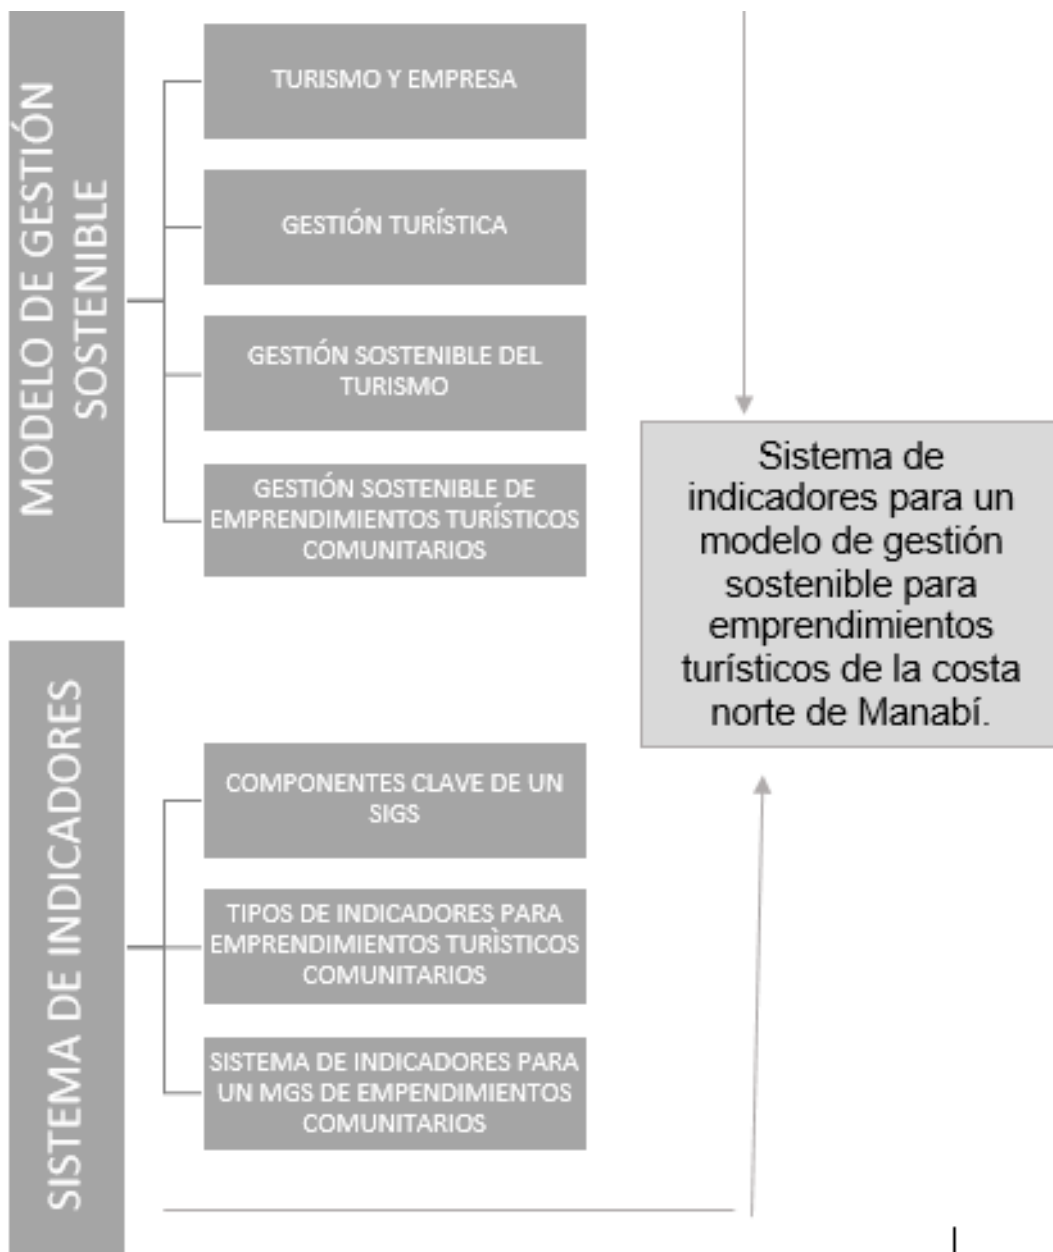 MODELO DE GESTIÓN
SOSTENIBLE
TURISMO Y EMPRESA
GESTIÓN TURÍSTICA
GESTIÓN SOSTENIBLE DEL
TURISMO
GESTIÓN SOSTENIBLE DE
EMPRENDIMIENTOS TURÍSTICOS
COMUNITARIOS
SISTEMA DE INDICADORES
COMPONENTES CLAVE DE UN
SIGS
TIPOS DE INDICADORES PARA
EMPRENDIMIENTOS TURÌSTICOS
COMUNITARIOS
SISTEMA DE INDICADORES PARA
UN MGS DE EMPENDIMIENTOS
COMUNITARIOS
Sistema de
indicadores para un
modelo de gestión
sostenible para
emprendimientos
turísticos de la costa
norte de Manabí.